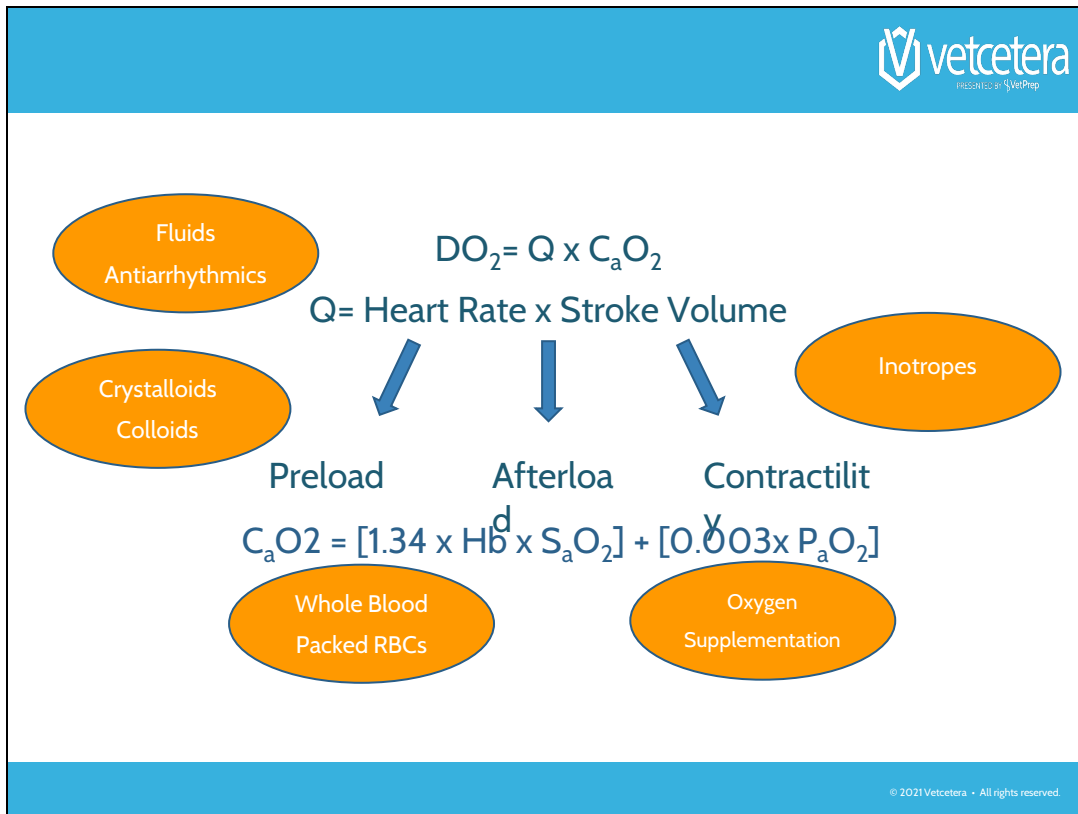 vetcetera
PRESENTED BY VetPrep
Fluids
Antiarrhythmics
DO₂= Q x CₐO₂
Q= Heart Rate x Stroke Volume
Crystalloids
Colloids
Inotropes
Preload
Afterloa
d
Contractilit
y
CₐO2 = [1.34 x Hb x SₐO₂] + [0.003x PₐO₂]
Whole Blood
Packed RBCs
Oxygen
Supplementation
© 2021 Vetcetera • All rights reserved.